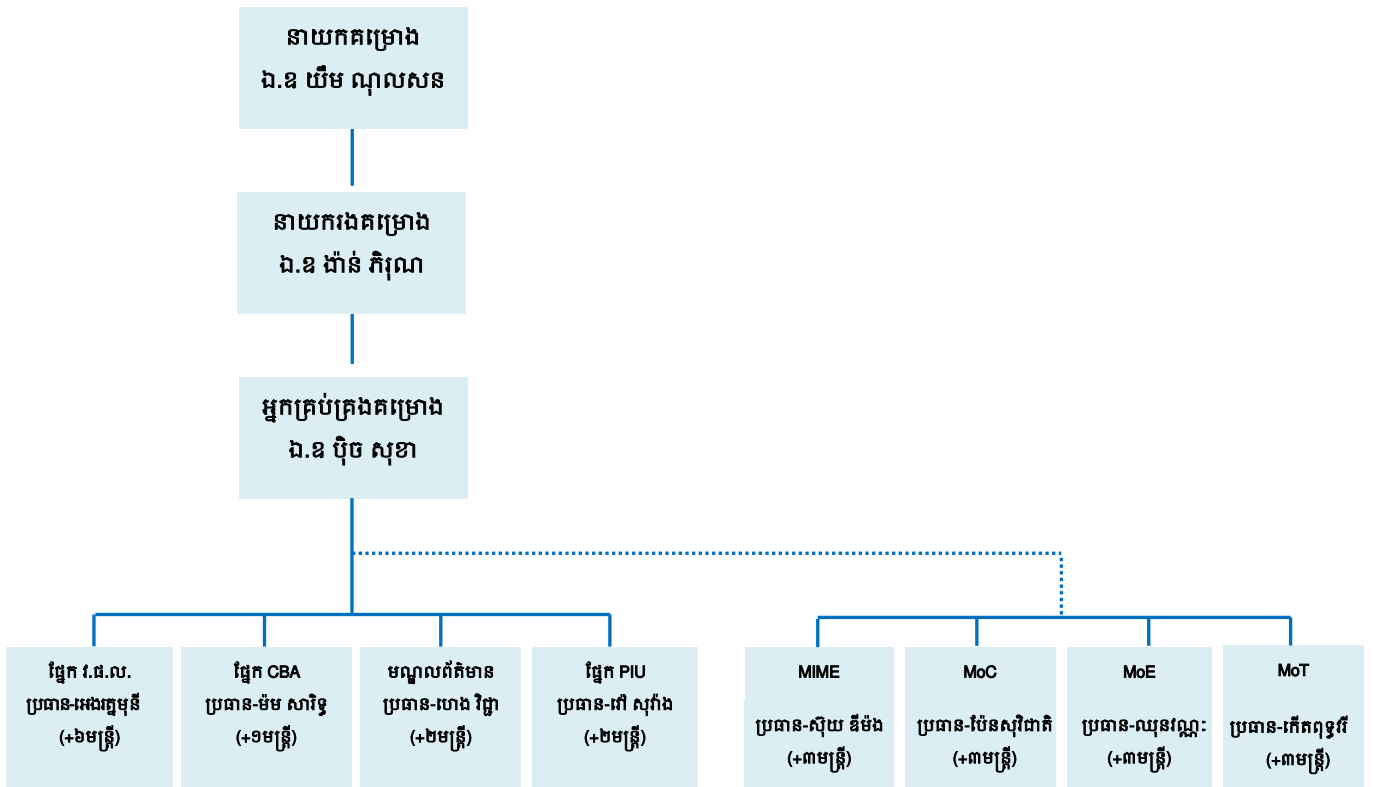 នាយកគម្រោង
ឯ.ឧ យឹម ណុលសន
នាយករងគម្រោង
ឯ.ឧ ង៉ាន់ ភិរុណ
អ្នកគ្រប់គ្រងគម្រោង
ឯ.ឧ ប៉ិច សុខា
ផ្នែក វ.ផ.ល.
ប្រធាន-អេងរត្នមុនី
(+៦មន្ត្រី)
ផ្នែក CBA
ប្រធាន-ម៉ម សារិទ្ធ
(+១មន្ត្រី)
មណ្ឌលព័ត៌មាន
ប្រធាន-ហេង វិជ្ជា
(+២មន្ត្រី)
ផ្នែក PIU
ប្រធាន-វៅ សុវ៉ាង
(+២មន្ត្រី)
MIME
ប្រធាន-ស៊ុយ ឌីម៉ង
(+៣មន្ត្រី)
MoC
ប្រធាន-ប៉ែនសុវិជាតិ
(+៣មន្ត្រី)
MoE
ប្រធាន-ឈុនវណ្ណៈ
(+៣មន្ត្រី)
MoT
ប្រធាន-កើតពុទ្ធវរី
(+៣មន្ត្រី)